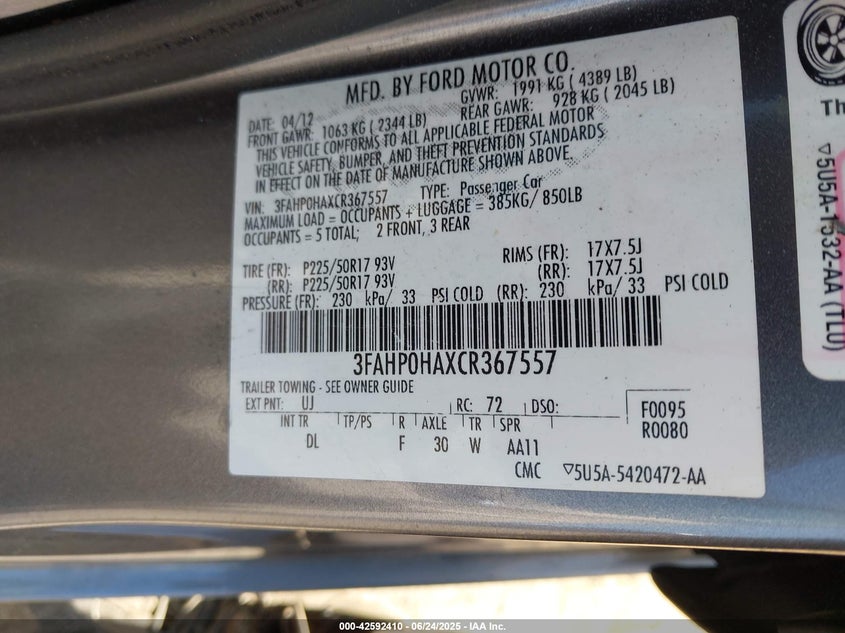 MFD. BY FORD MOTOR CO.
DATE: 04/12 GVWR: 1991 KG ( 4389 LB)
FRONT GAWR: 1063 KG ( 2344 LB) REAR GAWR: 928 KG ( 2045 LB)
THIS VEHICLE CONFORMS TO ALL APPLICABLE FEDERAL MOTOR
VEHICLE SAFETY, BUMPER, AND THEFT PREVENTION STANDARDS
IN EFFECT ON THE DATE OF MANUFACTURE SHOWN ABOVE.
VIN: 3FAHP0HAXCR367557 TYPE: Passenger Car
MAXIMUM LOAD = OCCUPANTS + LUGGAGE = 385KG/ 850LB
OCCUPANTS = 5 TOTAL; 2 FRONT, 3 REAR
TIRE (FR): P225/50R17 93V RIMS (FR): 17X7.5J
(RR): P225/50R17 93V (RR): 17X7.5J
PRESSURE (FR): 230 kPa/ 33 PSI COLD (RR): 230 kPa/ 33 PSI COLD
3FAHP0HAXCR367557
TRAILER TOWING - SEE OWNER GUIDE
EXT PNT: UJ RC: 72 DSO: F0095
INT TR TP/PS R AXLE TR SPR R0080
DL F 30 W AA11
CMC ▽5U5A-5420472-AA
Th
▽5U5A-1532-AA (TLU)
000-42592410 - 06/24/2025 - IAA Inc.